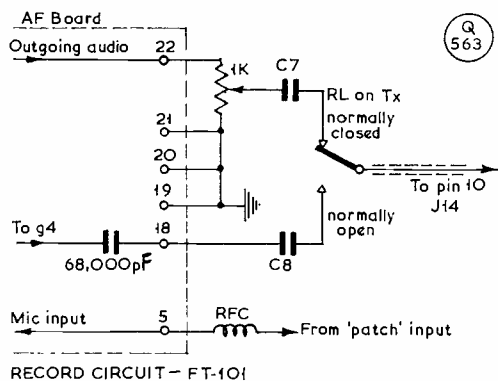 AF Board
Q
563
Outgoing audio
22
1K
C7
RL on Tx
normally
closed
21
20
19
To pin 10
J14
normally
open
To g4
18
68,000pF
C8
Mic input
5
RFC
From 'patch' input
RECORD CIRCUIT - FT-101